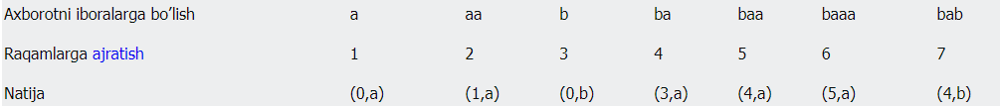 Axborotni iboralarga bo’lish a aa b ba baa baaa bab
Raqamlarga ajratish 1 2 3 4 5 6 7
Natija (0,a) (1,a) (0,b) (3,a) (4,a) (5,a) (4,b)